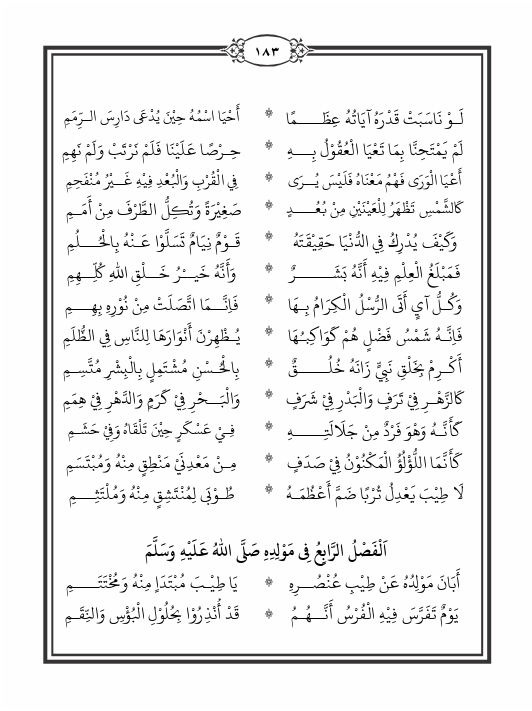 ١٨٣
لَوْ نَاسَبَتْ قَدْرَهُ آيَاتُهُ عِظَمًا * أَحْيَا اسْمُهُ حِيْنَ يُدْعَى دَارِسَ الرِّمَمِ
لَمْ يَمْتَحِنَّا بِمَا تَعْيَا الْعُقُوْلُ بِهِ * حِرْصًا عَلَيْنَا فَلَمْ نَرْتَبْ وَلَمْ نَهِمِ
أَعْيَا الْوَرَى فَهْمُ مَعْنَاهُ فَلَيْسَ يُرَى * فِي الْقُرْبِ وَالْبُعْدِ فِيْهِ غَيْرُ مُنْفَحِمِ
كَالشَّمْسِ تَظْهَرُ لِلْعَيْنَيْنِ مِنْ بُعُدٍ * صَغِيْرَةً وَتُكِلُّ الطَّرْفَ مِنْ أَمَمِ
وَكَيْفَ يُدْرِكُ فِي الدُّنْيَا حَقِيْقَتَهُ * قَوْمٌ نِيَامٌ تَسَلَّوْا عَنْهُ بِالْحُلُمِ
فَمَبْلَغُ الْعِلْمِ فِيْهِ أَنَّهُ بَشَرٌ * وَأَنَّهُ خَيْرُ خَلْقِ اللهِ كُلِّهِمِ
وَكُلُّ آيٍ أَتَى الرُّسْلُ الْكِرَامُ بِهَا * فَإِنَّمَا اتَّصَلَتْ مِنْ نُوْرِهِ بِهِمِ
فَإِنَّهُ شَمْسُ فَضْلٍ هُمْ كَوَاكِبُهَا * يُظْهِرْنَ أَنْوَارَهَا لِلنَّاسِ فِي الظُّلَمِ
أَكْرِمْ بِخَلْقِ نَبِيٍّ زَانَهُ خُلُقٌ * بِالْحُسْنِ مُشْتَمِلٍ بِالْبِشْرِ مُتَّسِمِ
كَالزَّهْرِ فِيْ تَرَفٍ وَالْبَدْرِ فِيْ شَرَفٍ * وَالْبَحْرِ فِيْ كَرَمٍ وَالدَّهْرِ فِيْ هِمَمِ
كَأَنَّهُ وَهْوَ فَرْدٌ مِنْ جَلَالَتِهِ * فِيْ عَسْكَرٍ حِيْنَ تَلْقَاهُ وَفِيْ حَشَمِ
كَأَنَّمَا اللُّؤْلُؤُ الْمَكْنُوْنُ فِيْ صَدَفٍ * مِنْ مَعْدِنَيْ مَنْطِقٍ مِنْهُ وَمُبْتَسَمِ
لَا طِيْبَ يَعْدِلُ تُرْبًا ضَمَّ أَعْظُمَهُ * طُوْبَى لِمُنْتَشِقٍ مِنْهُ وَمُلْتَثِمِ
اَلْفَصْلُ الرَّابِعُ فِى مَوْلِدِهِ صَلَّى اللهُ عَلَيْهِ وَسَلَّمَ
أَبَانَ مَوْلِدُهُ عَنْ طِيْبِ عُنْصُرِهِ * يَا طِيْبَ مُبْتَدَإٍ مِنْهُ وَمُخْتَتَمِ
يَوْمٌ تَفَرَّسَ فِيْهِ الْفُرْسُ أَنَّهُمُ * قَدْ أُنْذِرُوْا بِحُلُوْلِ الْبُؤْسِ وَالنِّقَمِ